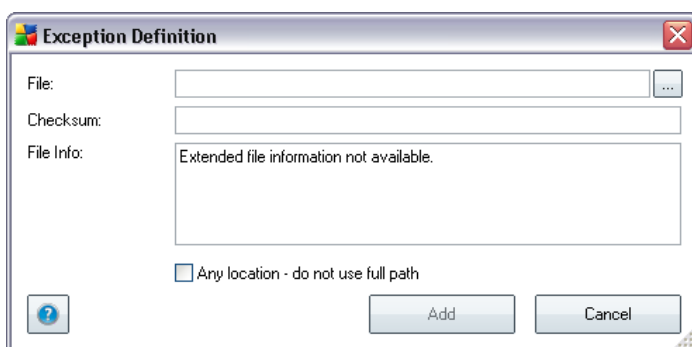 Exception Definition
File:
...
Checksum:
File Info:
Extended file information not available.
Any location - do not use full path
?
Add
Cancel